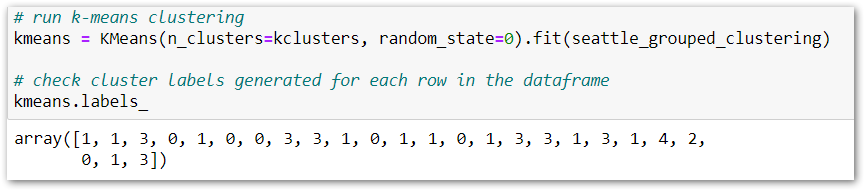 # run k-means clustering
kmeans = KMeans(n_clusters=kclusters, random_state=0).fit(seattle_grouped_clustering)
# check cluster labels generated for each row in the dataframe
kmeans.labels_
array([1, 1, 3, 0, 1, 0, 0, 3, 3, 1, 0, 1, 1, 0, 1, 3, 3, 1, 3, 1, 4, 2,
0, 1, 3])